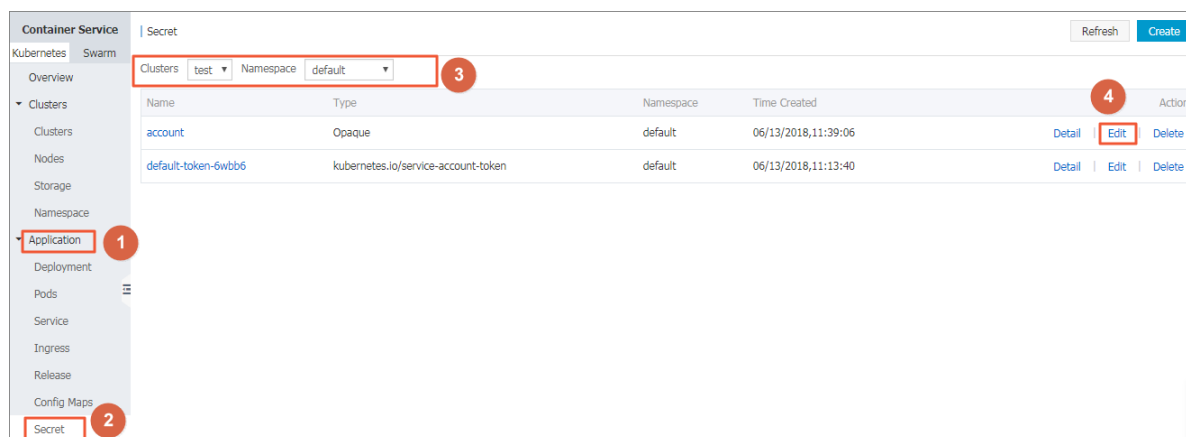 Container Service
Kubernetes Swarm
Overview
Clusters
Clusters
Nodes
Storage
Namespace
Application
1
Deployment
Pods
Service
Ingress
Release
Config Maps
Secret
2
Secret
Refresh Create
Clusters test Namespace default
3
Name Type Namespace Time Created Action
4
account Opaque default 06/13/2018,11:39:06 Detail Edit Delete
default-token-6wbb6 kubernetes.io/service-account-token default 06/13/2018,11:13:40 Detail Edit Delete